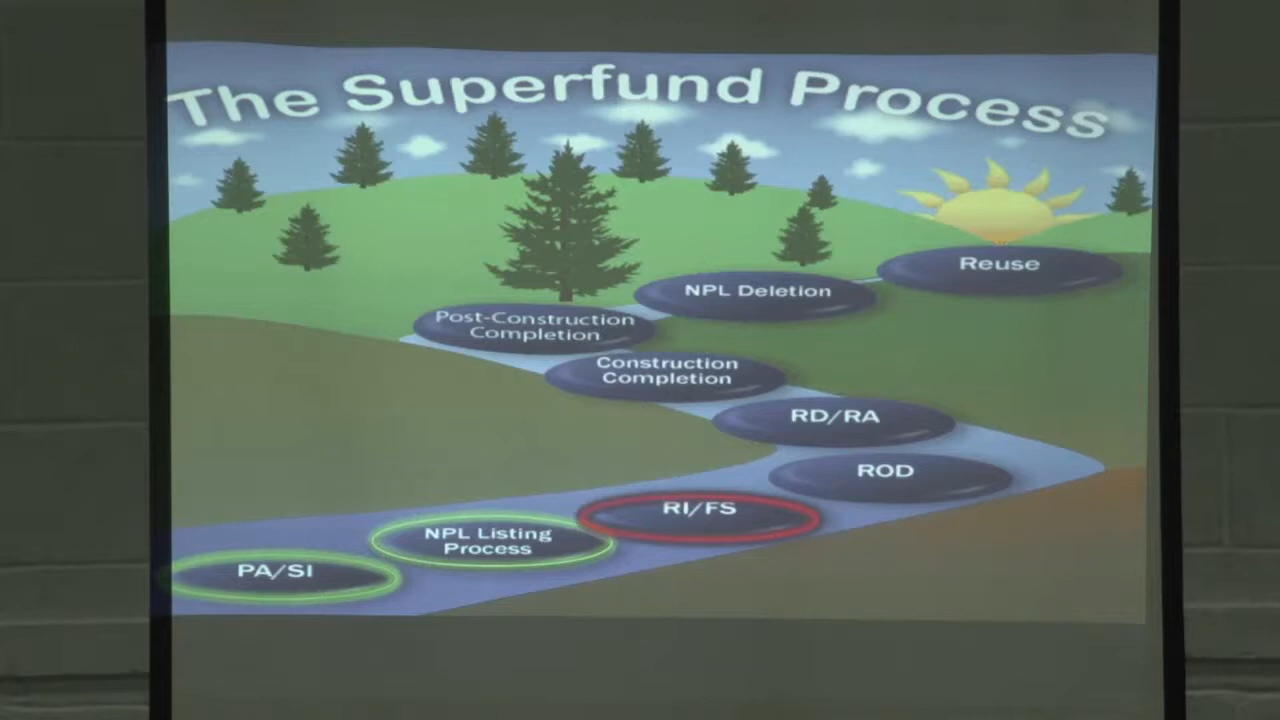 The Superfund Process
Reuse
NPL Deletion
Post-Construction
Completion
Construction
Completion
RD/RA
ROD
RI/FS
NPL Listing
Process
PA/SI